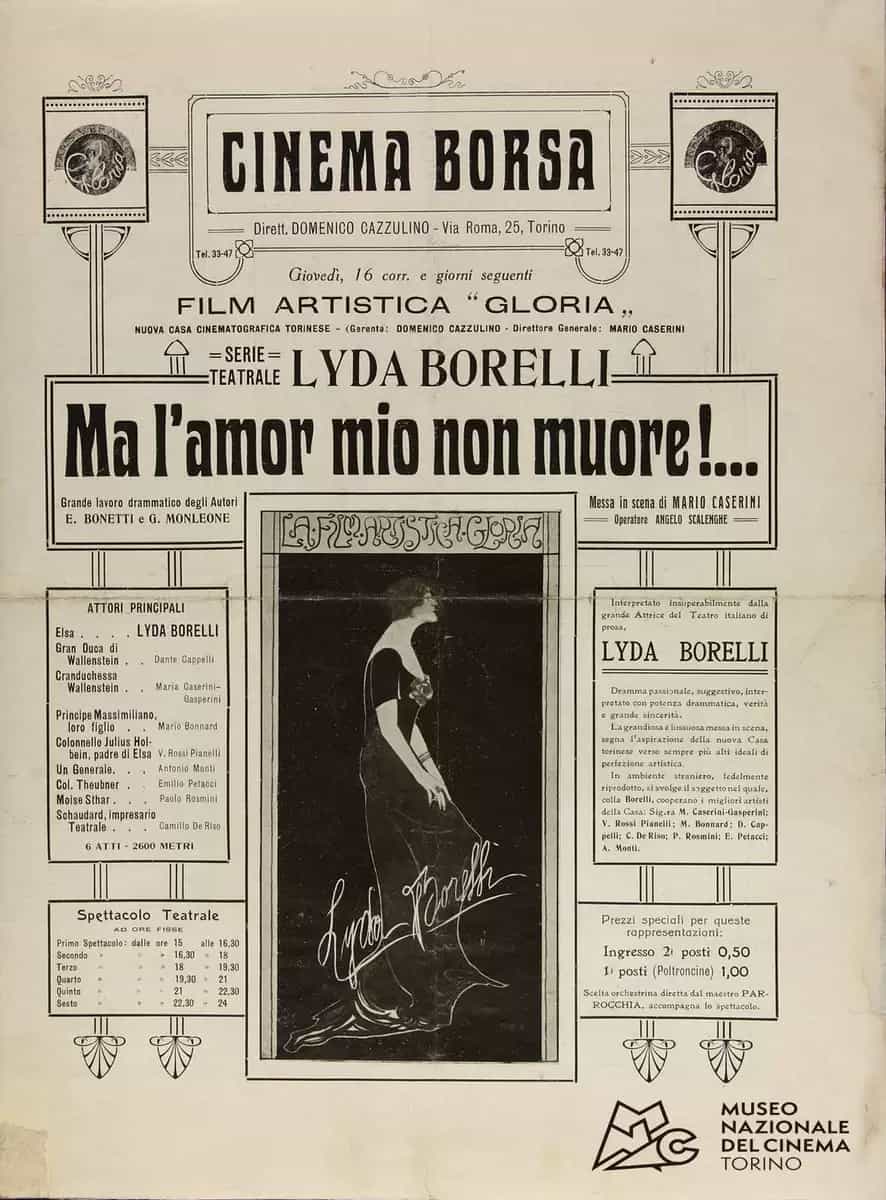 Gloria
CINEMA BORSA
Gloria
Dirett. DOMENICO CAZZULINO - Via Roma, 25, Torino
Tel. 33-47
Tel. 33-47
Giovedì, 16 corr. e giorni seguenti
FILM ARTISTICA “GLORIA„
NUOVA CASA CINEMATOGRAFICA TORINESE - (Gerente: DOMENICO CAZZULINO - Direttore Generale: MARIO CASERINI
=SERIE=
TEATRALE LYDA BORELLI
Ma l'amor mio non muore!...
Grande lavoro drammatico degli Autori
E. BONETTI e G. MONLEONE
Messa in scena di MARIO CASERINI
Operatore ANGELO SCALENGHE
LA·FILM·ARTISTICA·GLORIA
ATTORI PRINCIPALI
Elsa . . . . LYDA BORELLI
Gran Duca di
Wallenstein . . Dante Cappelli
Granduchessa
Wallenstein . . Maria Caserini-
Gasperini
Principe Massimiliano,
loro figlio . . Mario Bonnard
Colonnello Julius Hol-
bein, padre di Elsa V. Rossi Pianelli
Un Generale. . . Antonio Monti
Col. Theubner . . Emilio Petacci
Moise Sthar . . . Paolo Rosmini
Schaudard, impresario
Teatrale . . . Camillo De Riso
6 ATTI - 2600 METRI
Spettacolo Teatrale
AD ORE FISSE
Primo Spettacolo: dalle ore 15 alle 16,30
Secondo » » » 16,30 » 18
Terzo » » » 18 » 19,30
Quarto » » » 19,30 » 21
Quinto » » » 21 » 22,30
Sesto » » » 22,30 » 24
Lyda Borelli
Interpretato insuperabilmente dalla
grande Attrice del Teatro italiano di
prosa,
LYDA BORELLI
Dramma passionale, suggestivo, inter-
pretato con potenza drammatica, verità
e grande sincerità.
La grandiosa e lussuosa messa in scena,
segna l'aspirazione della nuova Casa
torinese verso sempre più alti ideali di
perfezione artistica.
In ambiente straniero, fedelmente
riprodotto, si svolge il soggetto nel quale,
colla Borelli, cooperano i migliori artisti
della Casa: Sig.ra M. Caserini-Gasperini;
V. Rossi Pianelli; M. Bonnard; D. Cap-
pelli; C. De Riso; P. Rosmini; E. Petacci;
A. Monti.
Prezzi speciali per queste
rappresentazioni:
Ingresso 2i posti 0,50
1i posti (Poltroncine) 1,00
Scelta orchestrina diretta dal maestro PAR-
ROCCHIA, accompagna lo spettacolo.
MNC
MUSEO
NAZIONALE
DEL CINEMA
TORINO